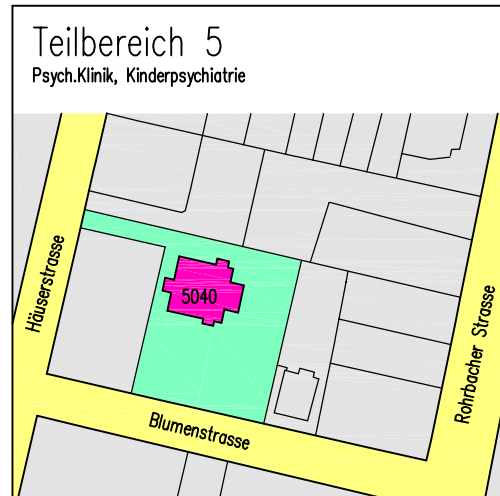 Teilbereich 5
Psych.Klinik, Kinderpsychiatrie
Häuserstrasse
5040
Rohrbacher Strasse
Blumenstrasse